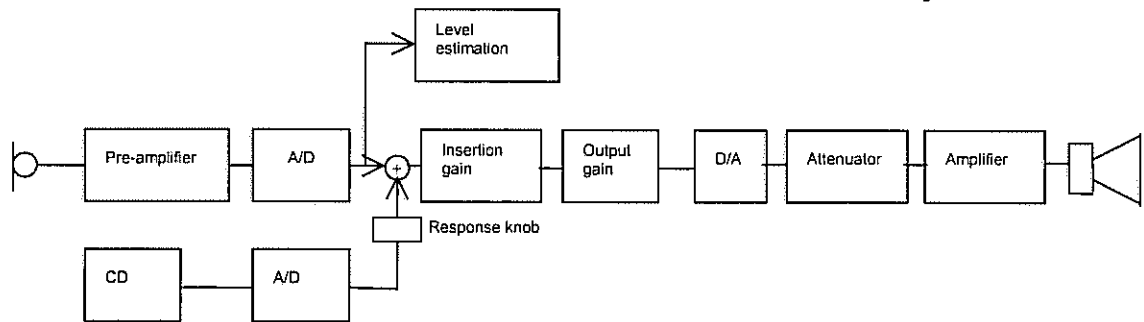 Level
estimation
Pre-amplifier
A/D
+
Insertion
gain
Output
gain
D/A
Attenuator
Amplifier
Response knob
CD
A/D